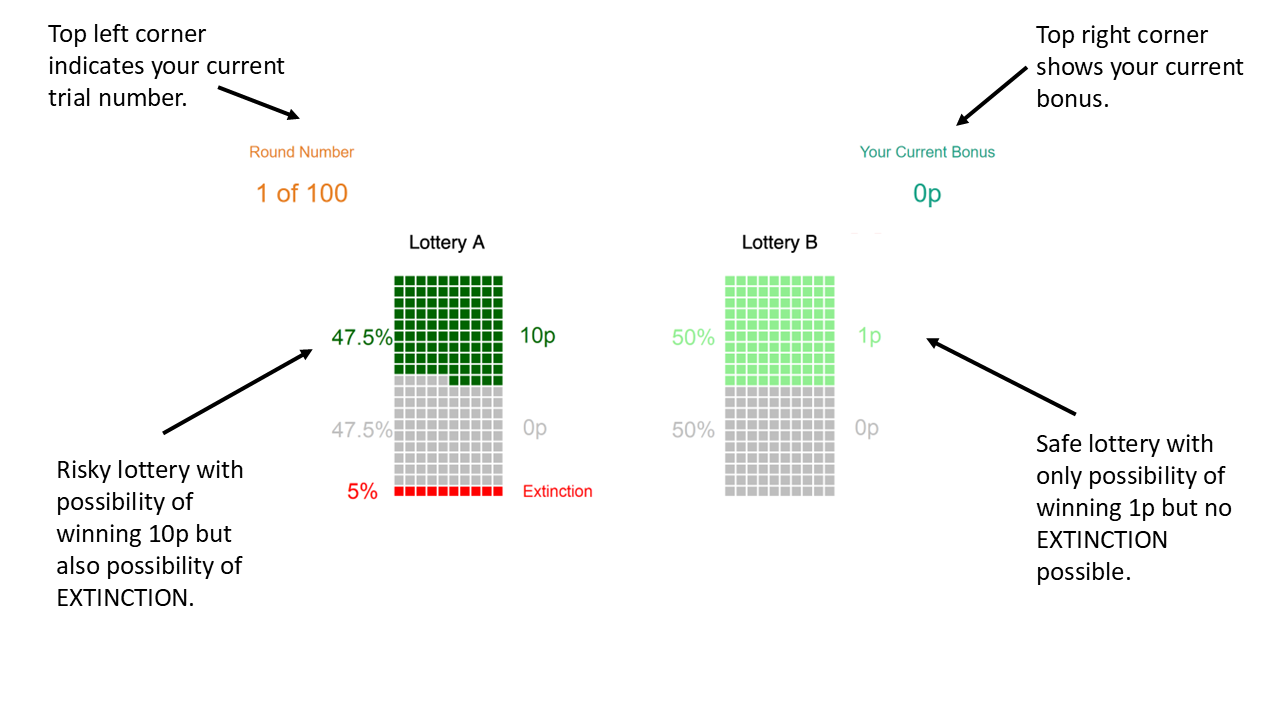 Top left corner
indicates your current
trial number.
Top right corner
shows your current
bonus.
Round Number
1 of 100
Your Current Bonus
0p
Lottery A
47.5%
10p
47.5%
0p
5%
Extinction
Lottery B
50%
1p
50%
0p
Risky lottery with
possibility of
winning 10p but
also possibility of
EXTINCTION.
Safe lottery with
only possibility of
winning 1p but no
EXTINCTION
possible.